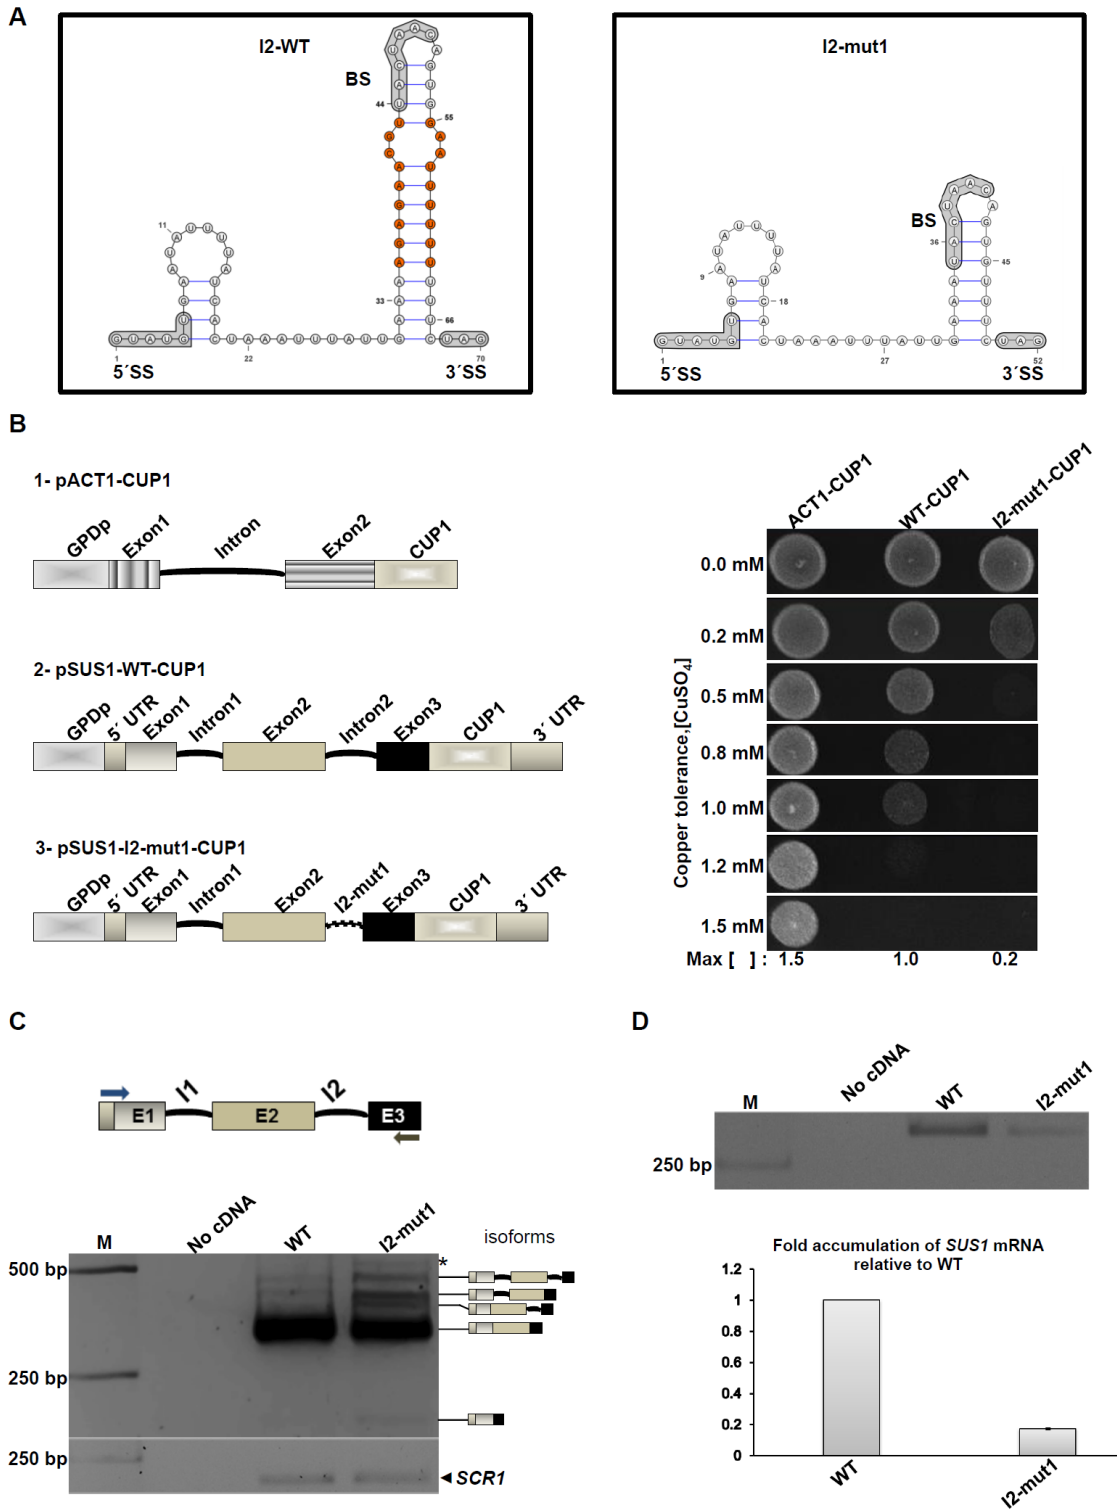 A
I2-WT
BS
44
55
11
33
66
1
22
70
5´SS
3´SS
I2-mut1
BS
36
45
9
18
1
27
52
5´SS
3´SS
B
1- pACT1-CUP1
GPDp
Exon1
Intron
Exon2
CUP1
2- pSUS1-WT-CUP1
GPDp
5´ UTR
Exon1
Intron1
Exon2
Intron2
Exon3
CUP1
3´ UTR
3- pSUS1-I2-mut1-CUP1
GPDp
5´ UTR
Exon1
Intron1
Exon2
I2-mut1
Exon3
CUP1
3´ UTR
ACT1-CUP1
WT-CUP1
I2-mut1-CUP1
Copper tolerance,[CuSO4]
0.0 mM
0.2 mM
0.5 mM
0.8 mM
1.0 mM
1.2 mM
1.5 mM
Max [ ] : 1.5 1.0 0.2
C
E1
I1
E2
I2
E3
M
No cDNA
WT
I2-mut1
isoforms
*
500 bp
250 bp
250 bp
SCR1
D
M
No cDNA
WT
I2-mut1
250 bp
Fold accumulation of SUS1 mRNA
relative to WT
1.2
1
0.8
0.6
0.4
0.2
0
WT
I2-mut1